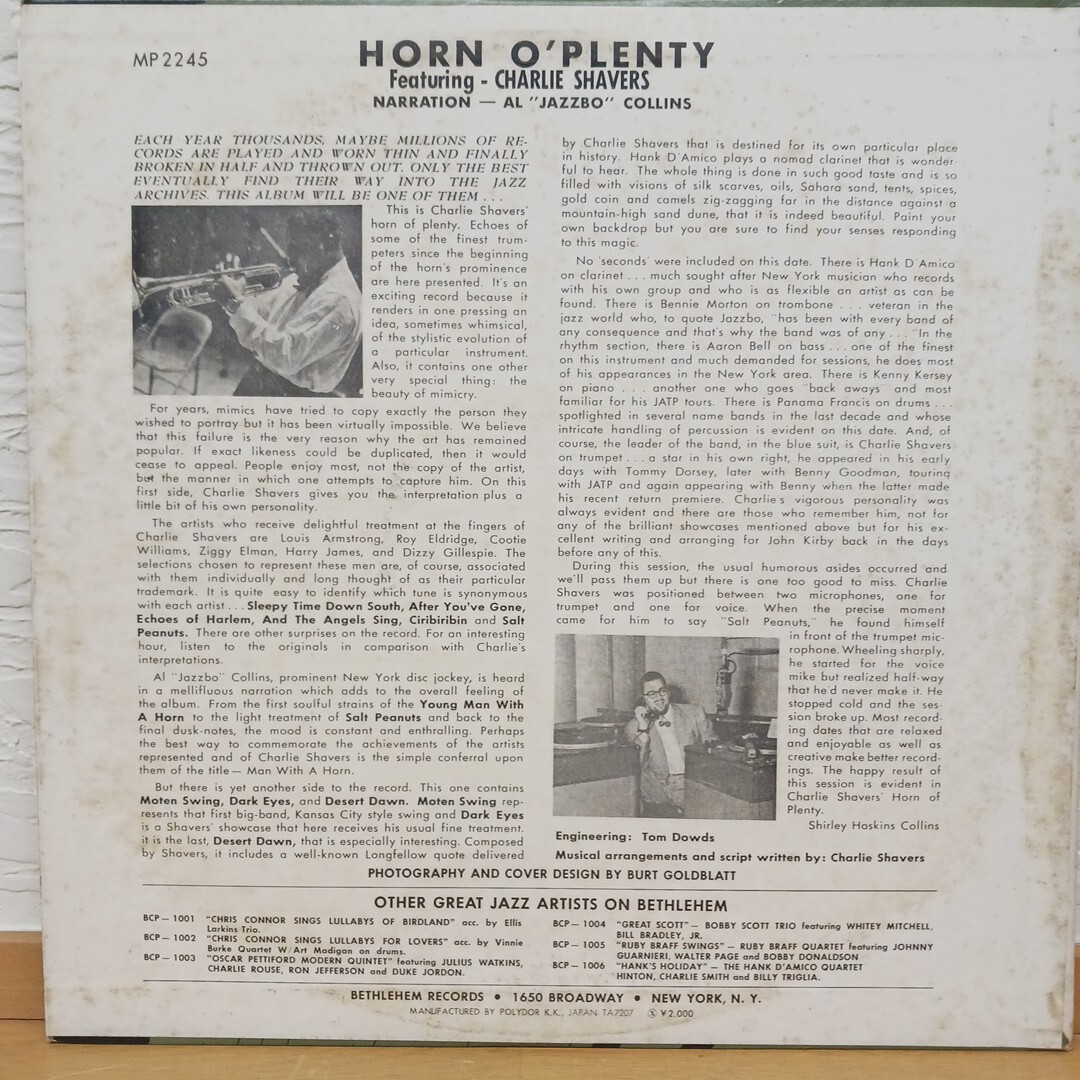 MP2245
HORN O'PLENTY
Featuring - CHARLIE SHAVERS
NARRATION — AL "JAZZBO" COLLINS
EACH YEAR THOUSANDS, MAYBE MILLIONS OF RE-
CORDS ARE PLAYED AND WORN THIN AND FINALLY
BROKEN IN HALF AND THROWN OUT. ONLY THE BEST
EVENTUALLY FIND THEIR WAY INTO THE JAZZ
ARCHIVES. THIS ALBUM WILL BE ONE OF THEM . . .
This is Charlie Shavers'
horn of plenty. Echoes of
some of the finest trum-
peters since the beginning
of the horn's prominence
are here presented. It's an
exciting record because it
renders in one pressing an
idea, sometimes whimsical,
of the stylistic evolution of
a particular instrument.
Also, it contains one other
very special thing: the
beauty of mimicry.
For years, mimics have tried to copy exactly the person they
wished to portray but it has been virtually impossible. We believe
that this failure is the very reason why the art has remained
popular. If exact likeness could be duplicated, then it would
cease to appeal. People enjoy most, not the copy of the artist,
but the manner in which one attempts to capture him. On this
first side, Charlie Shavers gives you the interpretation plus a
little bit of his own personality.
The artists who receive delightful treatment at the fingers of
Charlie Shavers are Louis Armstrong, Roy Eldridge, Cootie
Williams, Ziggy Elman, Harry James, and Dizzy Gillespie. The
selections chosen to represent these men are, of course, associated
with them individually and long thought of as their particular
trademark. It is quite easy to identify which tune is synonymous
with each artist . . . Sleepy Time Down South, After You've Gone,
Echoes of Harlem, And The Angels Sing, Ciribiribin and Salt
Peanuts. There are other surprises on the record. For an interesting
hour, listen to the originals in comparison with Charlie's
interpretations.
Al "Jazzbo" Collins, prominent New York disc jockey, is heard
in a mellifluous narration which adds to the overall feeling of
the album. From the first soulful strains of the Young Man With
A Horn to the light treatment of Salt Peanuts and back to the
final dusk-notes, the mood is constant and enthralling. Perhaps
the best way to commemorate the achievements of the artists
represented and of Charlie Shavers is the simple conferral upon
them of the title — Man With A Horn.
But there is yet another side to the record. This one contains
Moten Swing, Dark Eyes, and Desert Dawn. Moten Swing rep-
resents that first big-band, Kansas City style swing and Dark Eyes
is a Shavers' showcase that here receives his usual fine treatment.
it is the last, Desert Dawn, that is especially interesting. Composed
by Shavers, it includes a well-known Longfellow quote delivered
by Charlie Shavers that is destined for its own particular place
in history. Hank D'Amico plays a nomad clarinet that is wonder-
ful to hear. The whole thing is done in such good taste and is so
filled with visions of silk scarves, oils, Sahara sand, tents, spices,
gold coin and camels zig-zagging far in the distance against a
mountain-high sand dune, that it is indeed beautiful. Paint your
own backdrop but you are sure to find your senses responding
to this magic.
No 'seconds' were included on this date. There is Hank D'Amico
on clarinet . . . much sought after New York musician who records
with his own group and who is as flexible an artist as can be
found. There is Bennie Morton on trombone . . . veteran in the
jazz world who, to quote Jazzbo, "has been with every band of
any consequence and that's why the band was of any . . . "In the
rhythm section, there is Aaron Bell on bass . . . one of the finest
on this instrument and much demanded for sessions, he does most
of his appearances in the New York area. There is Kenny Kersey
on piano . . . another one who goes "back aways" and most
familiar for his JATP tours. There is Panama Francis on drums . . .
spotlighted in several name bands in the last decade and whose
intricate handling of percussion is evident on this date. And, of
course, the leader of the band, in the blue suit, is Charlie Shavers
on trumpet . . . a star in his own right, he appeared in his early
days with Tommy Dorsey, later with Benny Goodman, touring
with JATP and again appearing with Benny when the latter made
his recent return premiere. Charlie's vigorous personality was
always evident and there are those who remember him, not for
any of the brilliant showcases mentioned above but for his ex-
cellent writing and arranging for John Kirby back in the days
before any of this.
During this session, the usual humorous asides occurred and
we'll pass them up but there is one too good to miss. Charlie
Shavers was positioned between two microphones, one for
trumpet and one for voice. When the precise moment
came for him to say "Salt Peanuts," he found himself
in front of the trumpet mic-
rophone. Wheeling sharply,
he started for the voice
mike but realized half-way
that he'd never make it. He
stopped cold and the ses-
sion broke up. Most record-
ing dates that are relaxed
and enjoyable as well as
creative make better record-
ings. The happy result of
this session is evident in
Charlie Shavers' Horn of
Plenty.
Shirley Hoskins Collins
Engineering: Tom Dowds
Musical arrangements and script written by: Charlie Shavers
PHOTOGRAPHY AND COVER DESIGN BY BURT GOLDBLATT
OTHER GREAT JAZZ ARTISTS ON BETHLEHEM
BCP — 1001 "CHRIS CONNOR SINGS LULLABYS OF BIRDLAND" acc. by Ellis
Larkins Trio.
BCP — 1002 "CHRIS CONNOR SINGS LULLABYS FOR LOVERS" acc. by Vinnie
Burke Quartet W/Art Madigan on drums.
BCP — 1003 "OSCAR PETTIFORD MODERN QUINTET" featuring JULIUS WATKINS,
CHARLIE ROUSE, RON JEFFERSON and DUKE JORDON.
BCP — 1004 "GREAT SCOTT" — BOBBY SCOTT TRIO featuring WHITEY MITCHELL,
BILL BRADLEY, JR.
BCP — 1005 "RUBY BRAFF SWINGS" — RUBY BRAFF QUARTET featuring JOHNNY
GUARNIERI, WALTER PAGE and BOBBY DONALDSON
BCP — 1006 "HANK'S HOLIDAY" — THE HANK D'AMICO QUARTET
HINTON, CHARLIE SMITH and BILLY TRIGLIA.
BETHLEHEM RECORDS • 1650 BROADWAY • NEW YORK, N. Y.
MANUFACTURED BY POLYDOR K.K., JAPAN TA7207 Ⓧ ¥2,000